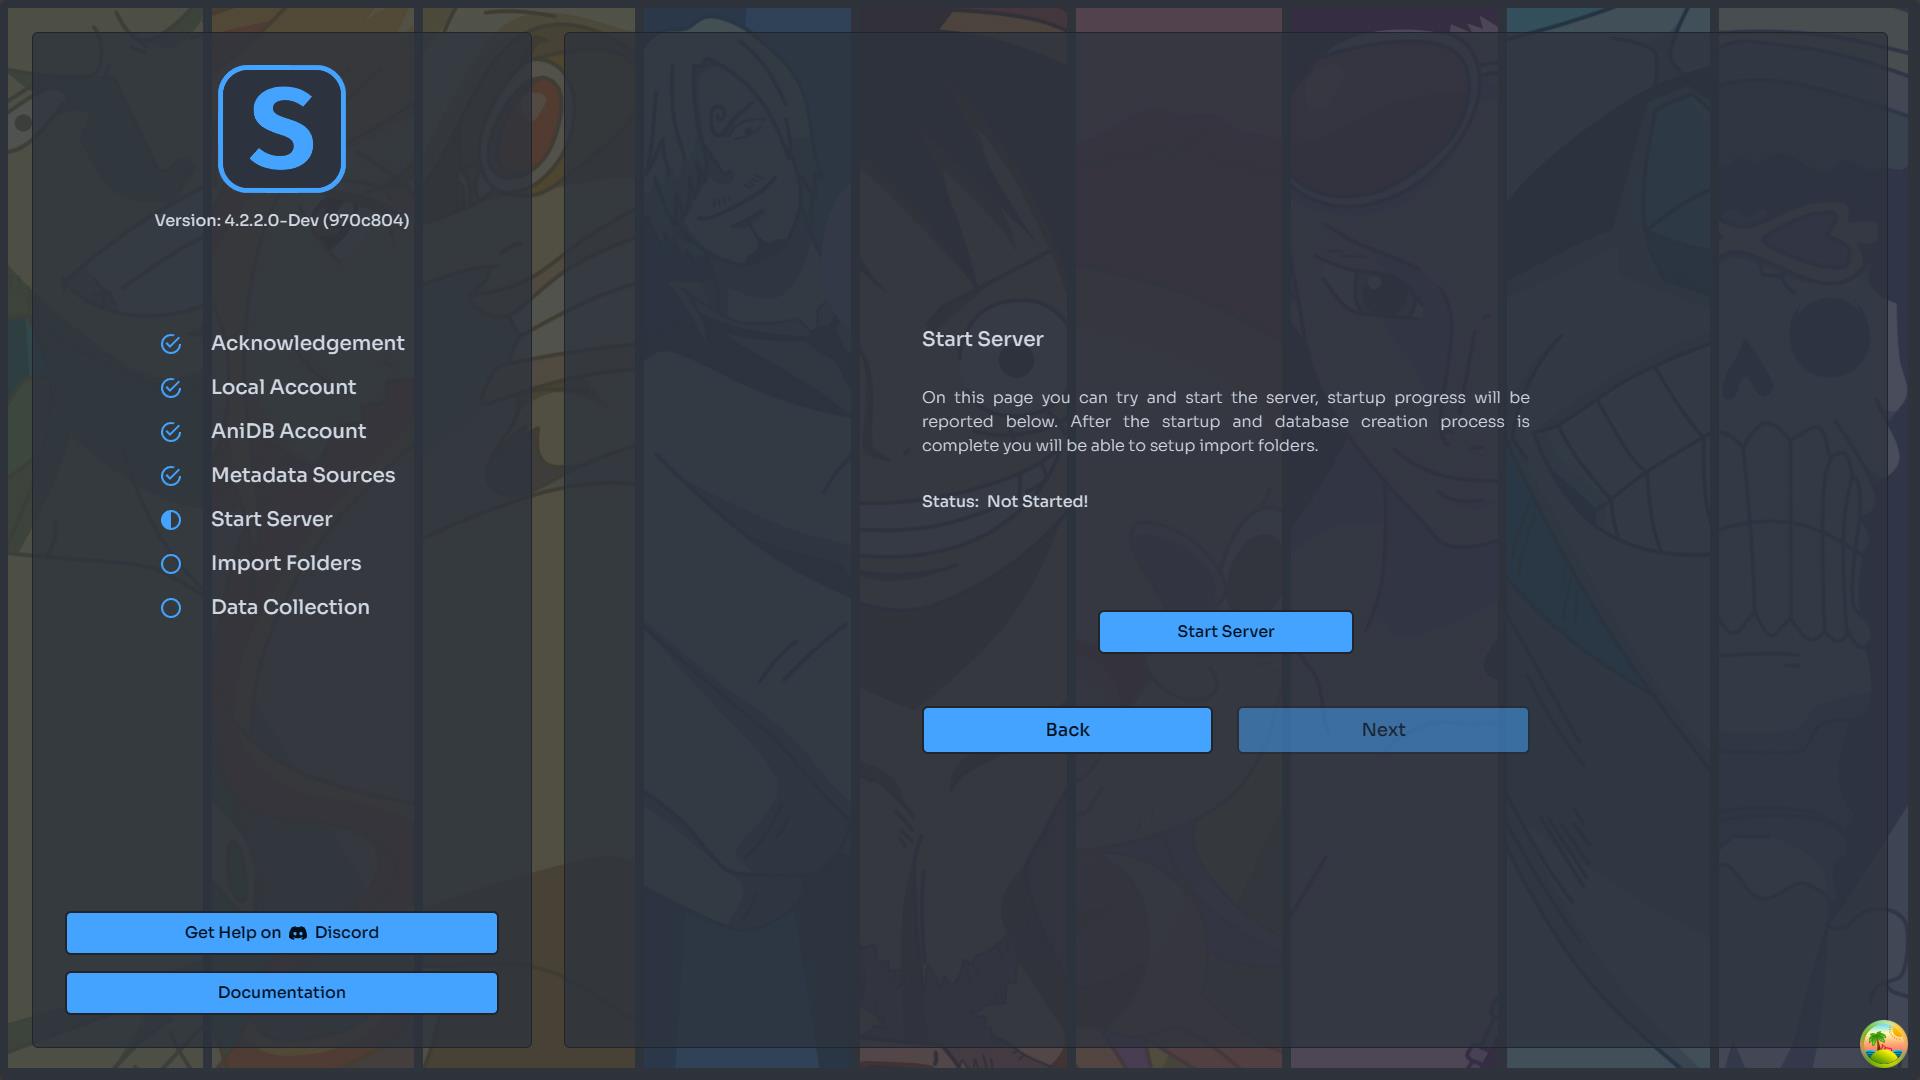 S
Version: 4.2.2.0-Dev (970c804)
Acknowledgement
Local Account
AniDB Account
Metadata Sources
Start Server
Import Folders
Data Collection
Get Help on Discord
Documentation
Start Server
On this page you can try and start the server, startup progress will be
reported below. After the startup and database creation process is
complete you will be able to setup import folders.
Status: Not Started!
Start Server
Back
Next